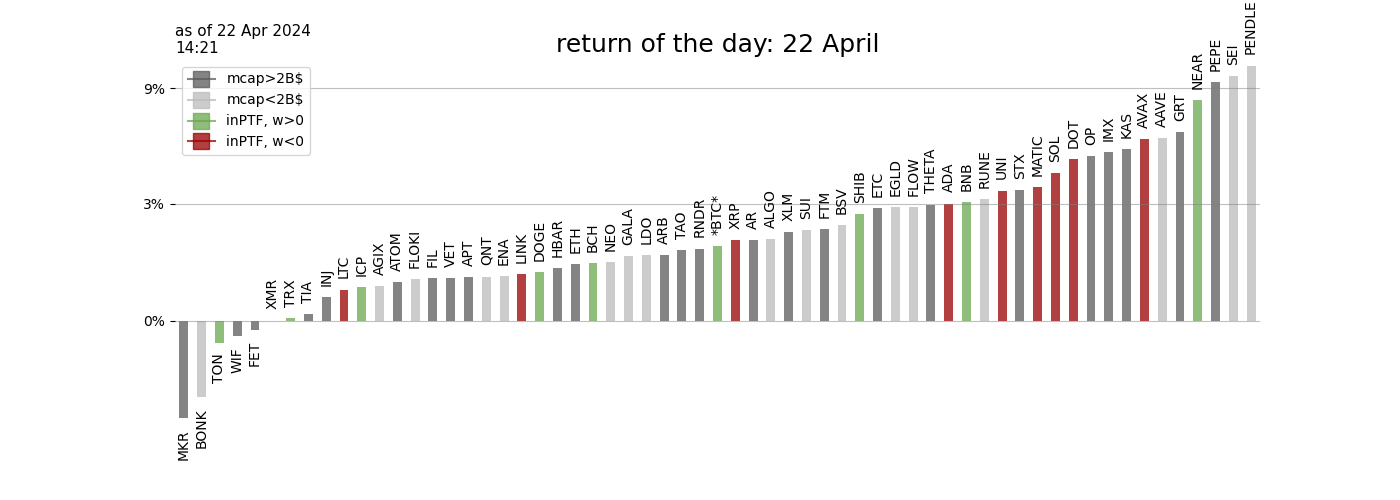 as of 22 Apr 2024
14:21
return of the day: 22 April
mcap>2B$
mcap<2B$
inPTF, w>0
inPTF, w<0
9%
3%
0%
MKR
BONK
TON
WIF
FET
XMR
TRX
TIA
INJ
LTC
ICP
AGIX
ATOM
FLOKI
FIL
VET
APT
QNT
ENA
LINK
DOGE
HBAR
ETH
BCH
NEO
GALA
LDO
ARB
TAO
RNDR
*BTC*
XRP
AR
ALGO
XLM
SUI
FTM
BSV
SHIB
ETC
EGLD
FLOW
THETA
ADA
BNB
RUNE
UNI
STX
MATIC
SOL
DOT
OP
IMX
KAS
AVAX
AAVE
GRT
NEAR
PEPE
SEI
PENDLE